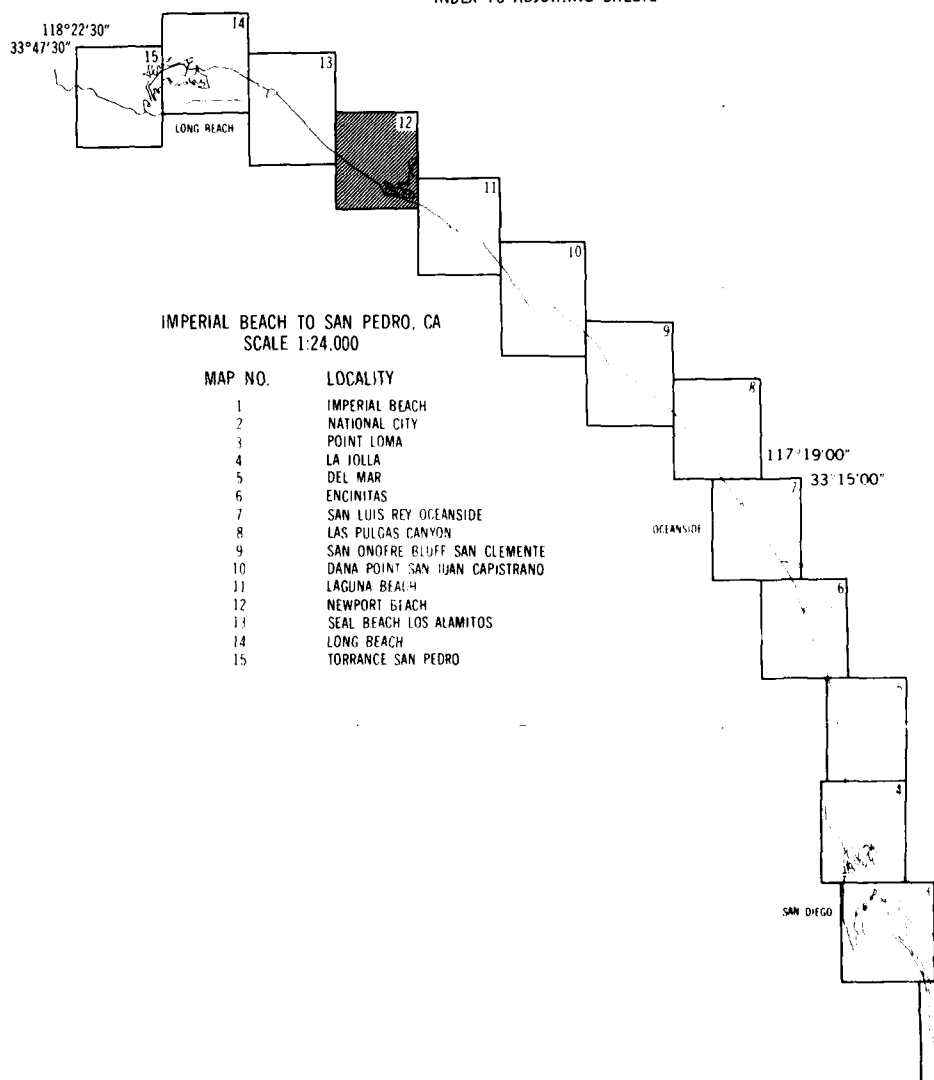 INDEX TO ADJOINING SHEETS
14
118°22'30"
33°47'30"
15
13
LONG BEACH
12
11
10
IMPERIAL BEACH TO SAN PEDRO, CA
SCALE 1:24,000
9
MAP NO. LOCALITY
1 IMPERIAL BEACH
2 NATIONAL CITY
3 POINT LOMA
4 LA JOLLA
5 DEL MAR
6 ENCINITAS
7 SAN LUIS REY OCEANSIDE
8 LAS PULGAS CANYON
9 SAN ONOFRE BLUFF SAN CLEMENTE
10 DANA POINT SAN JUAN CAPISTRANO
11 LAGUNA BEACH
12 NEWPORT BEACH
13 SEAL BEACH LOS ALAMITOS
14 LONG BEACH
15 TORRANCE SAN PEDRO
8
117°19'00"
33°15'00"
7
OCEANSIDE
6
4
SAN DIEGO